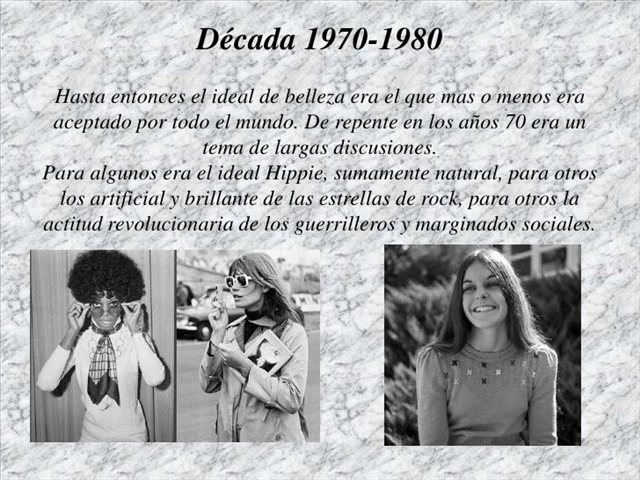 Década 1970-1980
Hasta entonces el ideal de belleza era el que mas o menos era
aceptado por todo el mundo. De repente en los años 70 era un
tema de largas discusiones.
Para algunos era el ideal Hippie, sumamente natural, para otros
los artificial y brillante de las estrellas de rock, para otros la
actitud revolucionaria de los guerrilleros y marginados sociales.